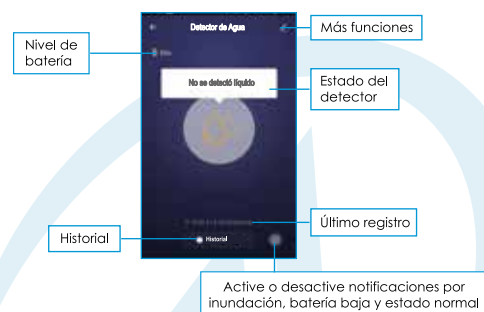 Detector de Agua
Más funciones
Nivel de
batería
No se detectó líquido
Estado del
detector
Último registro
Historial
Historial
Active o desactive notificaciones por
inundación, batería baja y estado normal